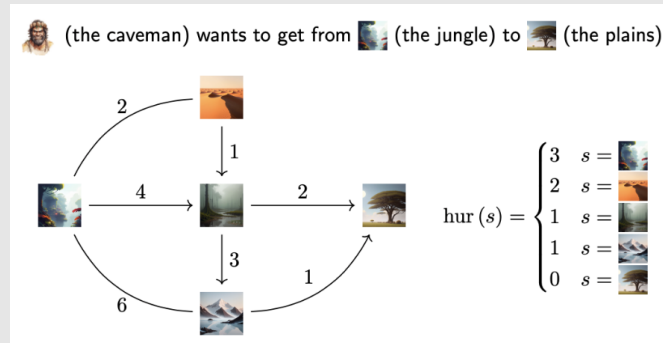 (the caveman) wants to get from (the jungle) to (the plains)
2
1
4
2
3
1
6
hur (s) =
3 s =
2 s =
1 s =
1 s =
0 s =